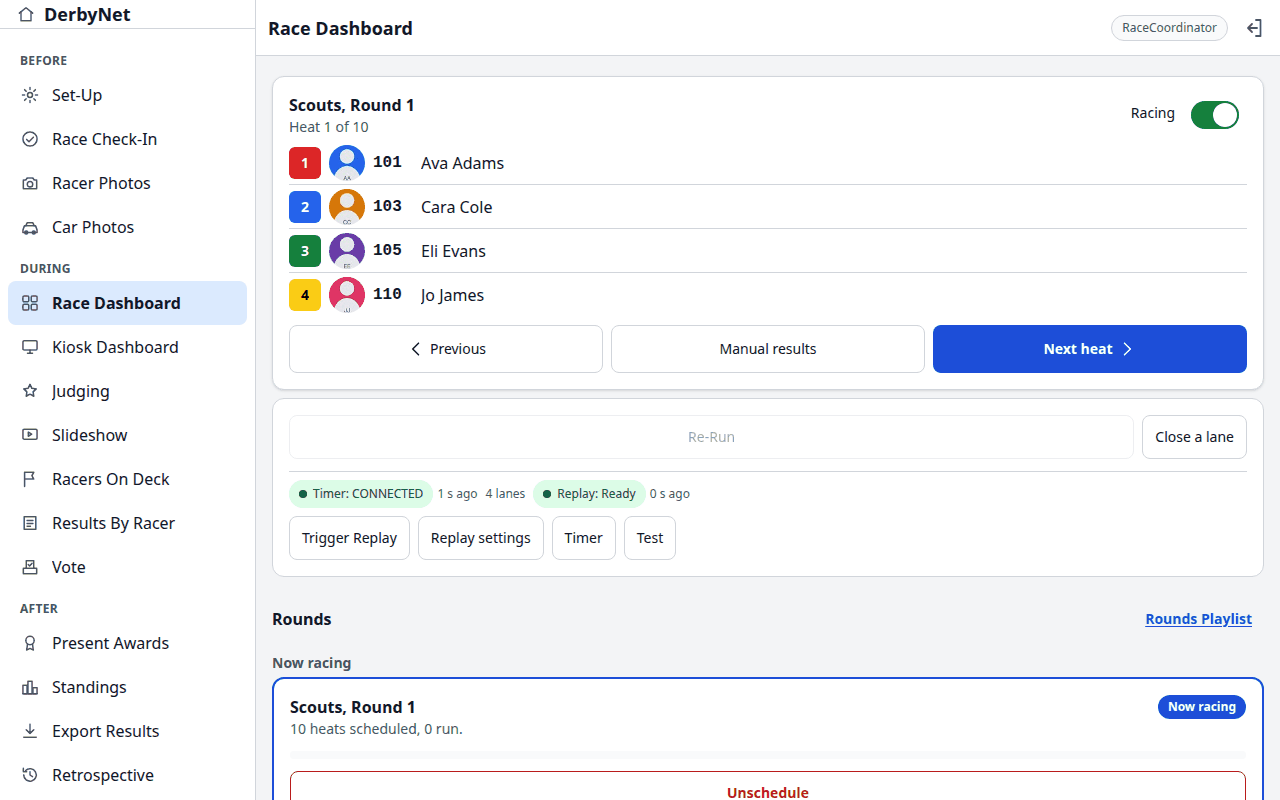 DerbyNet
BEFORE
Set-Up
Race Check-In
Racer Photos
Car Photos
DURING
Race Dashboard
Kiosk Dashboard
Judging
Slideshow
Racers On Deck
Results By Racer
Vote
AFTER
Present Awards
Standings
Export Results
Retrospective
Race Dashboard
RaceCoordinator
Scouts, Round 1
Heat 1 of 10
Racing
1 AA 101 Ava Adams
2 CC 103 Cara Cole
3 EE 105 Eli Evans
4 JJ 110 Jo James
Previous
Manual results
Next heat
Re-Run
Close a lane
Timer: CONNECTED 1 s ago 4 lanes Replay: Ready 0 s ago
Trigger Replay
Replay settings
Timer
Test
Rounds
Rounds Playlist
Now racing
Scouts, Round 1
Now racing
10 heats scheduled, 0 run.
Unschedule